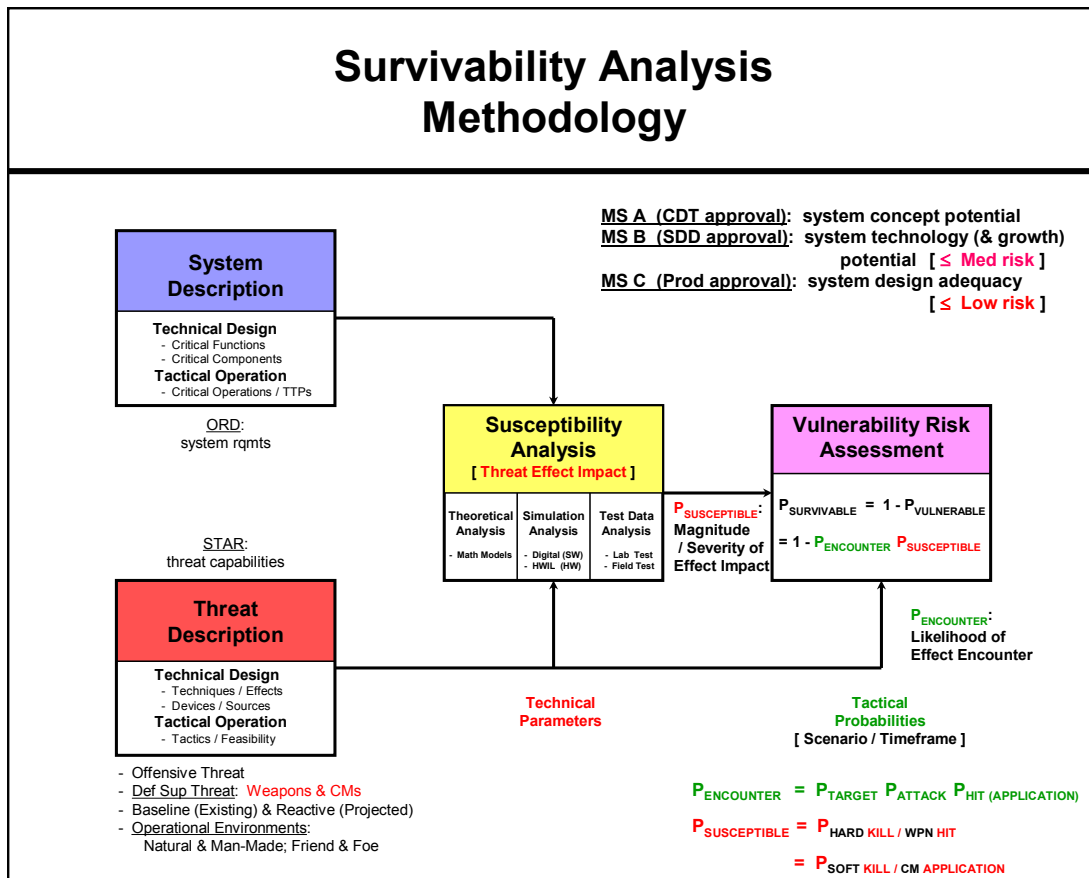 Survivability Analysis
Methodology
MS A (CDT approval): system concept potential
MS B (SDD approval): system technology (& growth)
potential [ ≤ Med risk ]
MS C (Prod approval): system design adequacy
[ ≤ Low risk ]
System
Description
Technical Design
- Critical Functions
- Critical Components
Tactical Operation
- Critical Operations / TTPs
ORD:
system rqmts
Susceptibility
Analysis
[ Threat Effect Impact ]
Theoretical
Analysis
- Math Models
Simulation
Analysis
- Digital (SW)
- HWIL (HW)
Test Data
Analysis
- Lab Test
- Field Test
PSUSCEPTIBLE:
Magnitude
/ Severity of
Effect Impact
Vulnerability Risk
Assessment
PSURVIVABLE = 1 - PVULNERABLE
= 1 - PENCOUNTER PSUSCEPTIBLE
STAR:
threat capabilities
Threat
Description
Technical Design
- Techniques / Effects
- Devices / Sources
Tactical Operation
- Tactics / Feasibility
PENCOUNTER:
Likelihood of
Effect Encounter
Technical
Parameters
Tactical
Probabilities
[ Scenario / Timeframe ]
- Offensive Threat
- Def Sup Threat: Weapons & CMs
- Baseline (Existing) & Reactive (Projected)
- Operational Environments:
Natural & Man-Made; Friend & Foe
PENCOUNTER = PTARGET PATTACK PHIT (APPLICATION)
PSUSCEPTIBLE = PHARD KILL / WPN HIT
= PSOFT KILL / CM APPLICATION